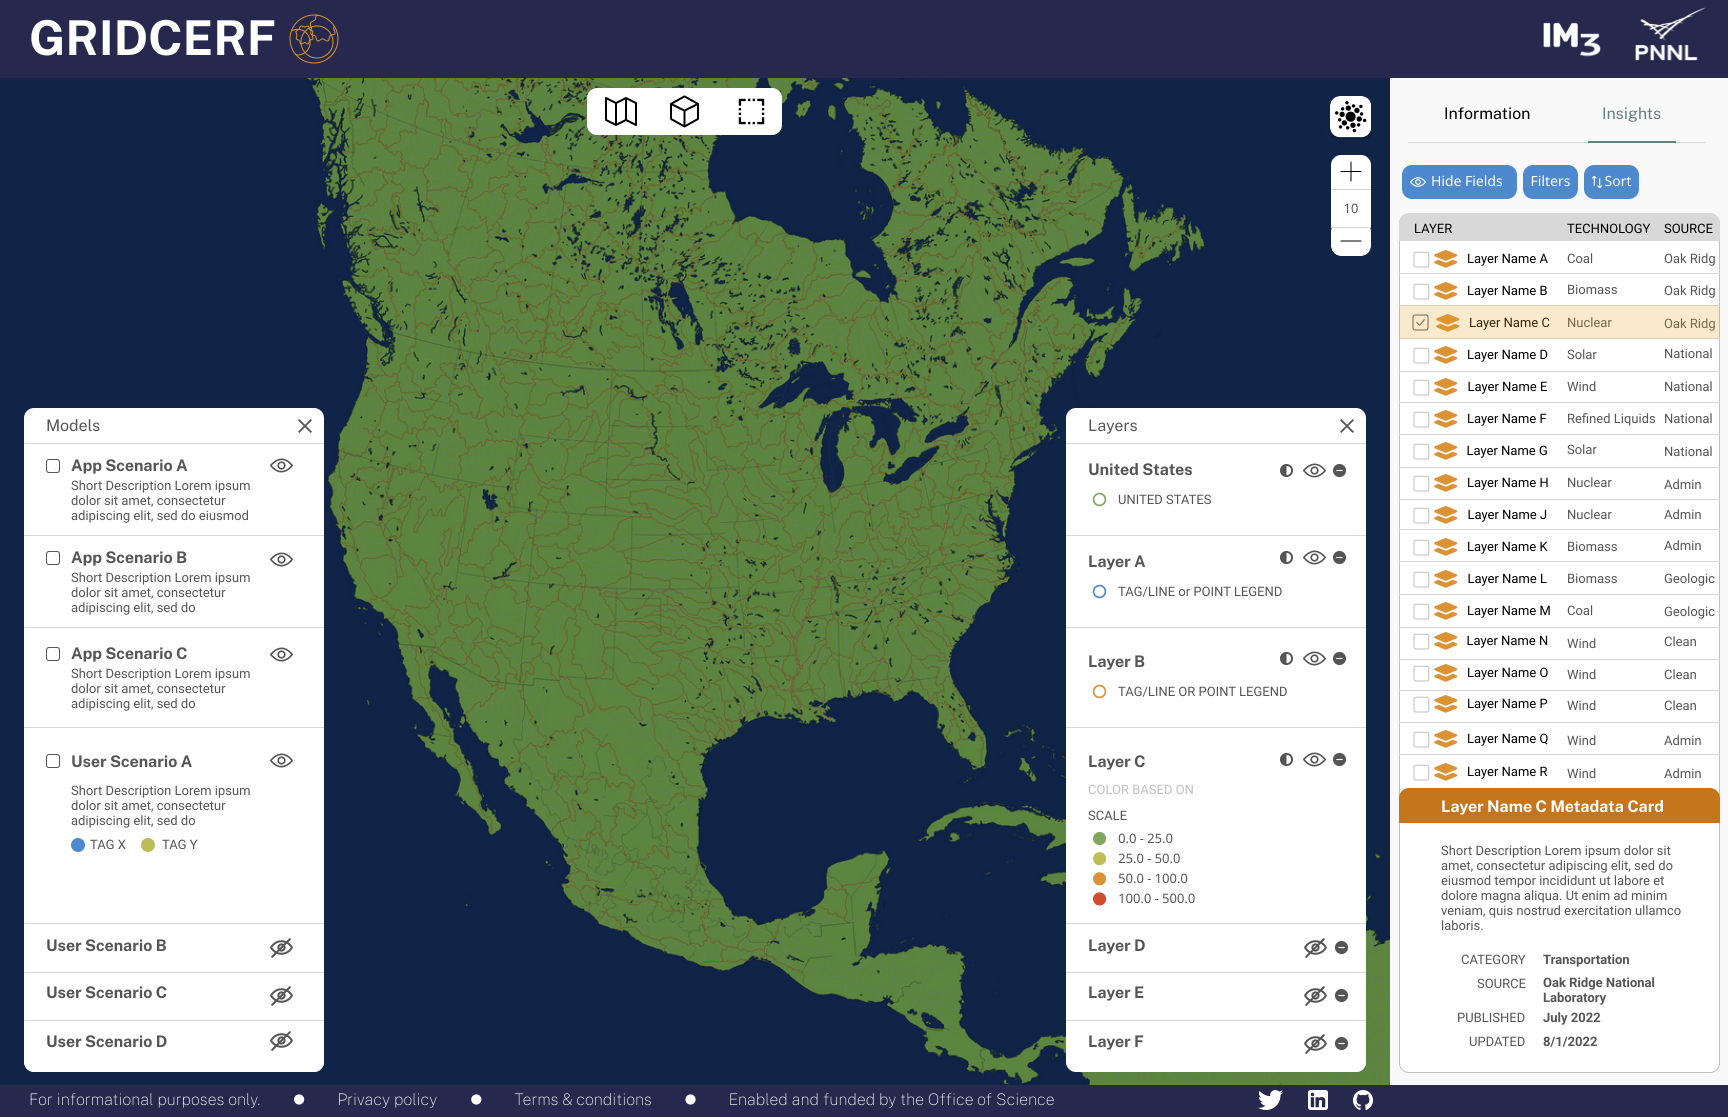 GRIDCERF
IM3
PNNL
10
Models
App Scenario A
Short Description Lorem ipsum
dolor sit amet, consectetur
adipiscing elit, sed do eiusmod
App Scenario B
Short Description Lorem ipsum
dolor sit amet, consectetur
adipiscing elit, sed do
App Scenario C
Short Description Lorem ipsum
dolor sit amet, consectetur
adipiscing elit, sed do
User Scenario A
Short Description Lorem ipsum
dolor sit amet, consectetur
adipiscing elit, sed do
TAG X TAG Y
User Scenario B
User Scenario C
User Scenario D
Layers
United States
UNITED STATES
Layer A
TAG/LINE or POINT LEGEND
Layer B
TAG/LINE OR POINT LEGEND
Layer C
COLOR BASED ON
SCALE
0.0 - 25.0
25.0 - 50.0
50.0 - 100.0
100.0 - 500.0
Layer D
Layer E
Layer F
Information Insights
Hide Fields Filters Sort
LAYER TECHNOLOGY SOURCE
Layer Name A Coal Oak Ridg
Layer Name B Biomass Oak Ridg
Layer Name C Nuclear Oak Ridg
Layer Name D Solar National
Layer Name E Wind National
Layer Name F Refined Liquids National
Layer Name G Solar National
Layer Name H Nuclear Admin
Layer Name J Nuclear Admin
Layer Name K Biomass Admin
Layer Name L Biomass Geologic
Layer Name M Coal Geologic
Layer Name N Wind Clean
Layer Name O Wind Clean
Layer Name P Wind Clean
Layer Name Q Wind Admin
Layer Name R Wind Admin
Layer Name C Metadata Card
Short Description Lorem ipsum dolor sit
amet, consectetur adipiscing elit, sed do
eiusmod tempor incididunt ut labore et
dolore magna aliqua. Ut enim ad minim
veniam, quis nostrud exercitation ullamco
laboris.
CATEGORY Transportation
SOURCE Oak Ridge National
Laboratory
PUBLISHED July 2022
UPDATED 8/1/2022
For informational purposes only. Privacy policy Terms & conditions Enabled and funded by the Office of Science